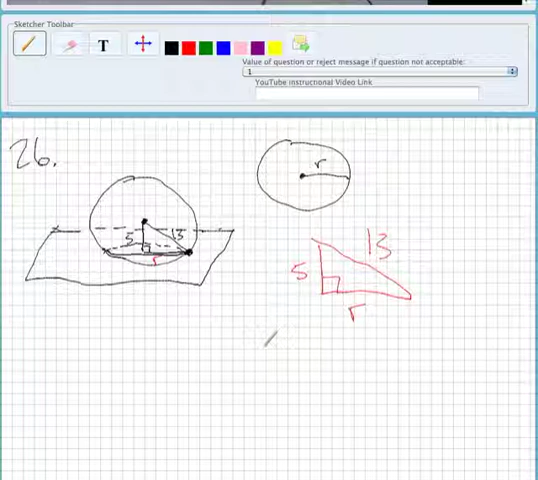 Sketcher Toolbar
T
Value of question or reject message if question not acceptable:
1
YouTube Instructional Video Link
26.
r
5
13
r
13
5
r